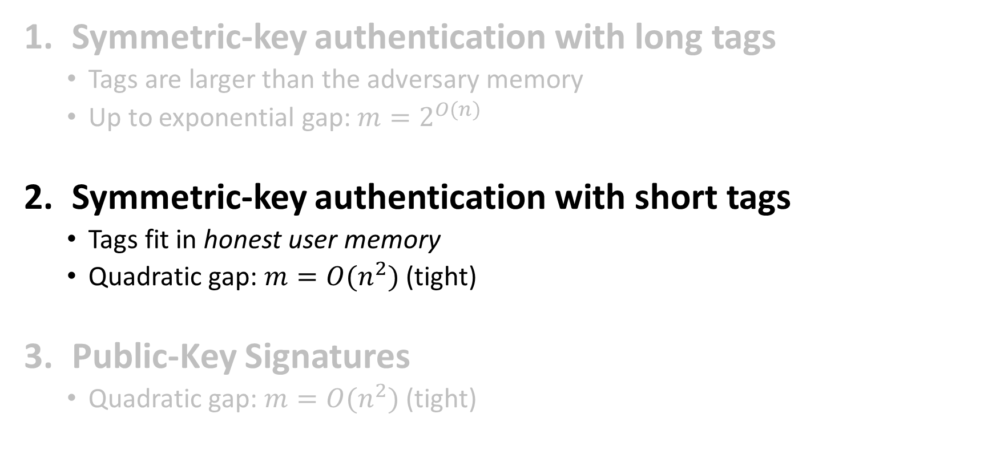 1. Symmetric-key authentication with long tags
• Tags are larger than the adversary memory
• Up to exponential gap: m = 2^{O(n)}
2. Symmetric-key authentication with short tags
• Tags fit in honest user memory
• Quadratic gap: m = O(n²) (tight)
3. Public-Key Signatures
• Quadratic gap: m = O(n²) (tight)